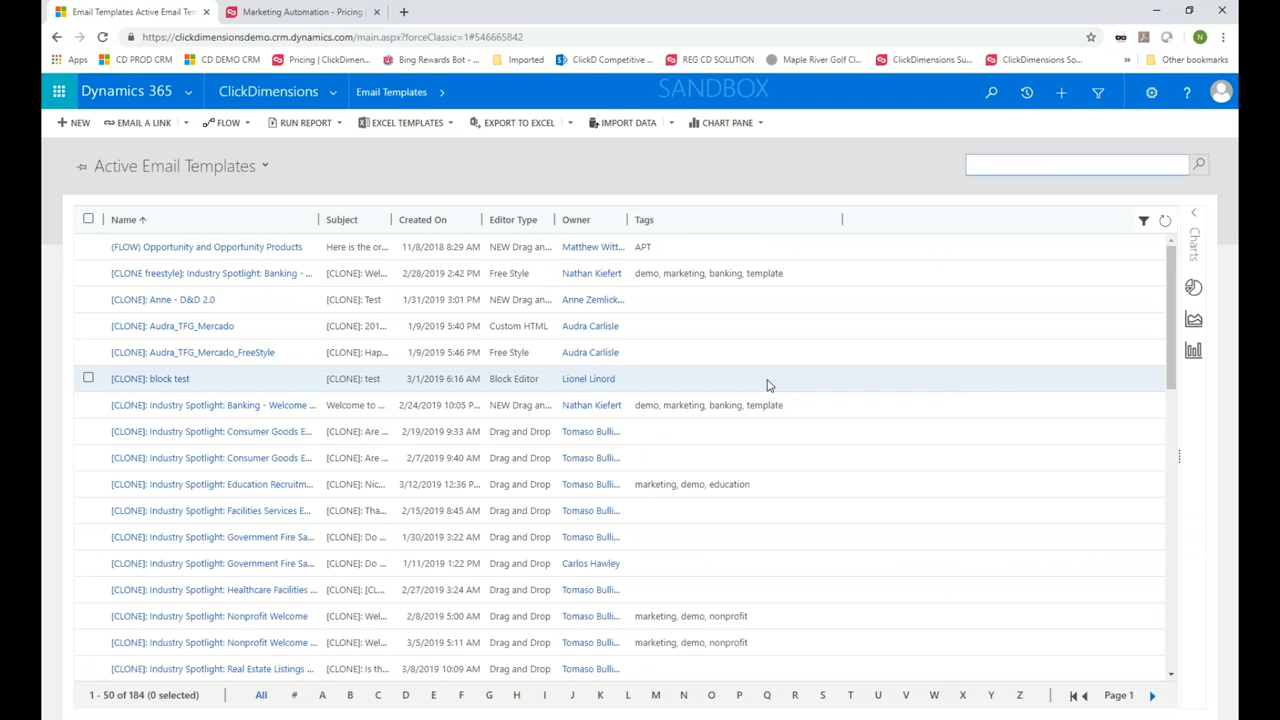 Email Templates Active Email Ten
Marketing Automation - Pricing |
https://clickdimensionsdemo.crm.dynamics.com/main.aspx?forceClassic=1#546665842
N
Apps CD PROD CRM CD DEMO CRM Pricing | ClickDimen... Bing Rewards Bot -... Imported ClickD Competitive ... REG CD SOLUTION Maple River Golf Cl... ClickDimensions Su... ClickDimensions So... » Other bookmarks
Dynamics 365 ClickDimensions Email Templates SANDBOX
NEW EMAIL A LINK FLOW RUN REPORT EXCEL TEMPLATES EXPORT TO EXCEL IMPORT DATA CHART PANE
Active Email Templates
Name Subject Created On Editor Type Owner Tags
Charts
(FLOW) Opportunity and Opportunity Products Here is the or... 11/8/2018 8:29 AM NEW Drag an... Matthew Witt... APT
[CLONE freestyle]: Industry Spotlight: Banking - ... [CLONE]: Wel... 2/28/2019 2:42 PM Free Style Nathan Kiefert demo, marketing, banking, template
[CLONE]: Anne - D&D 2.0 [CLONE]: Test 1/31/2019 3:01 PM NEW Drag an... Anne Zemlick...
[CLONE]: Audra_TFG_Mercado [CLONE]: 201... 1/9/2019 5:40 PM Custom HTML Audra Carlisle
[CLONE]: Audra_TFG_Mercado_FreeStyle [CLONE]: Hap... 1/9/2019 5:46 PM Free Style Audra Carlisle
[CLONE]: block test [CLONE]: test 3/1/2019 6:16 AM Block Editor Lionel Linord
[CLONE]: Industry Spotlight: Banking - Welcome ... Welcome to ... 2/24/2019 10:05 P... NEW Drag an... Nathan Kiefert demo, marketing, banking, template
[CLONE]: Industry Spotlight: Consumer Goods E... [CLONE]: Are ... 2/19/2019 9:33 AM Drag and Drop Tomaso Bulli...
[CLONE]: Industry Spotlight: Consumer Goods E... [CLONE]: Are ... 2/7/2019 9:40 AM Drag and Drop Tomaso Bulli...
[CLONE]: Industry Spotlight: Education Recruitm... [CLONE]: Nic... 3/12/2019 12:36 P... Drag and Drop Tomaso Bulli... marketing, demo, education
[CLONE]: Industry Spotlight: Facilities Services E... [CLONE]: Tha... 2/15/2019 8:45 AM Drag and Drop Tomaso Bulli...
[CLONE]: Industry Spotlight: Government Fire Sa... [CLONE]: Do ... 1/30/2019 3:22 AM Drag and Drop Tomaso Bulli...
[CLONE]: Industry Spotlight: Government Fire Sa... [CLONE]: Do ... 1/11/2019 1:22 PM Drag and Drop Carlos Hawley
[CLONE]: Industry Spotlight: Healthcare Facilities ... [CLONE]: [CL... 2/27/2019 3:24 AM Drag and Drop Tomaso Bulli...
[CLONE]: Industry Spotlight: Nonprofit Welcome [CLONE]: Wel... 2/8/2019 5:00 AM Drag and Drop Tomaso Bulli... marketing, demo, nonprofit
[CLONE]: Industry Spotlight: Nonprofit Welcome ... [CLONE]: Wel... 3/5/2019 5:11 AM Drag and Drop Tomaso Bulli... marketing, demo, nonprofit
[CLONE]: Industry Spotlight: Real Estate Listings ... [CLONE]: Is th... 3/8/2019 10:09 AM Drag and Drop Tomaso Bulli...
1 - 50 of 184 (0 selected) All # A B C D E F G H I J K L M N O P Q R S T U V W X Y Z Page 1